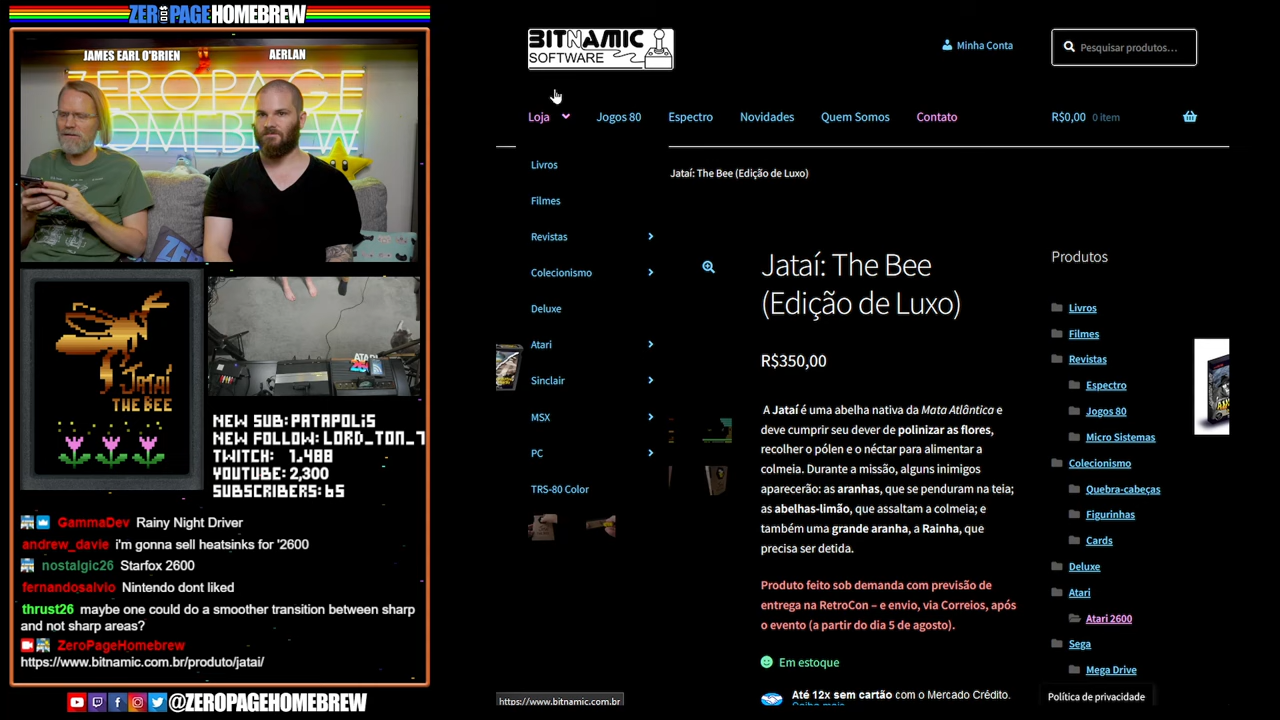 ZEROPAGE HOMEBREW
JAMES EARL O'BRIEN
AERLAN
ZEROPAGE
HOMEBREW
JATAÍ
THE BEE
NEW SUB: PATAPOLIS
NEW FOLLOW: LORD_TON_7
TWITCH: 1,488
YOUTUBE: 2,300
SUBSCRIBERS: 65
GammaDev Rainy Night Driver
andrew_davie i'm gonna sell heatsinks for '2600
nostalgic26 Starfox 2600
fernandosalvio Nintendo dont liked
thrust26 maybe one could do a smoother transition between sharp
and not sharp areas?
ZeroPageHomebrew
https://www.bitnamic.com.br/produto/jatai/
@ZEROPAGEHOMEBREW
BITNAMIC
SOFTWARE
Minha Conta
Pesquisar produtos…
Loja
Jogos 80
Espectro
Novidades
Quem Somos
Contato
R$0,00 0 item
Livros
Filmes
Revistas
Colecionismo
Deluxe
Atari
Sinclair
MSX
PC
TRS-80 Color
Jataí: The Bee (Edição de Luxo)
Jataí: The Bee
(Edição de Luxo)
R$350,00
A Jataí é uma abelha nativa da Mata Atlântica e
deve cumprir seu dever de polinizar as flores,
recolher o pólen e o néctar para alimentar a
colmeia. Durante a missão, alguns inimigos
aparecerão: as aranhas, que se penduram na teia;
as abelhas-limão, que assaltam a colmeia; e
também uma grande aranha, a Rainha, que
precisa ser detida.
Produto feito sob demanda com previsão de
entrega na RetroCon – e envio, via Correios, após
o evento (a partir do dia 5 de agosto).
Em estoque
Até 12x sem cartão com o Mercado Crédito.
Produtos
Livros
Filmes
Revistas
Espectro
Jogos 80
Micro Sistemas
Colecionismo
Quebra-cabeças
Figurinhas
Cards
Deluxe
Atari
Atari 2600
Sega
Mega Drive
Política de privacidade
https://www.bitnamic.com.br